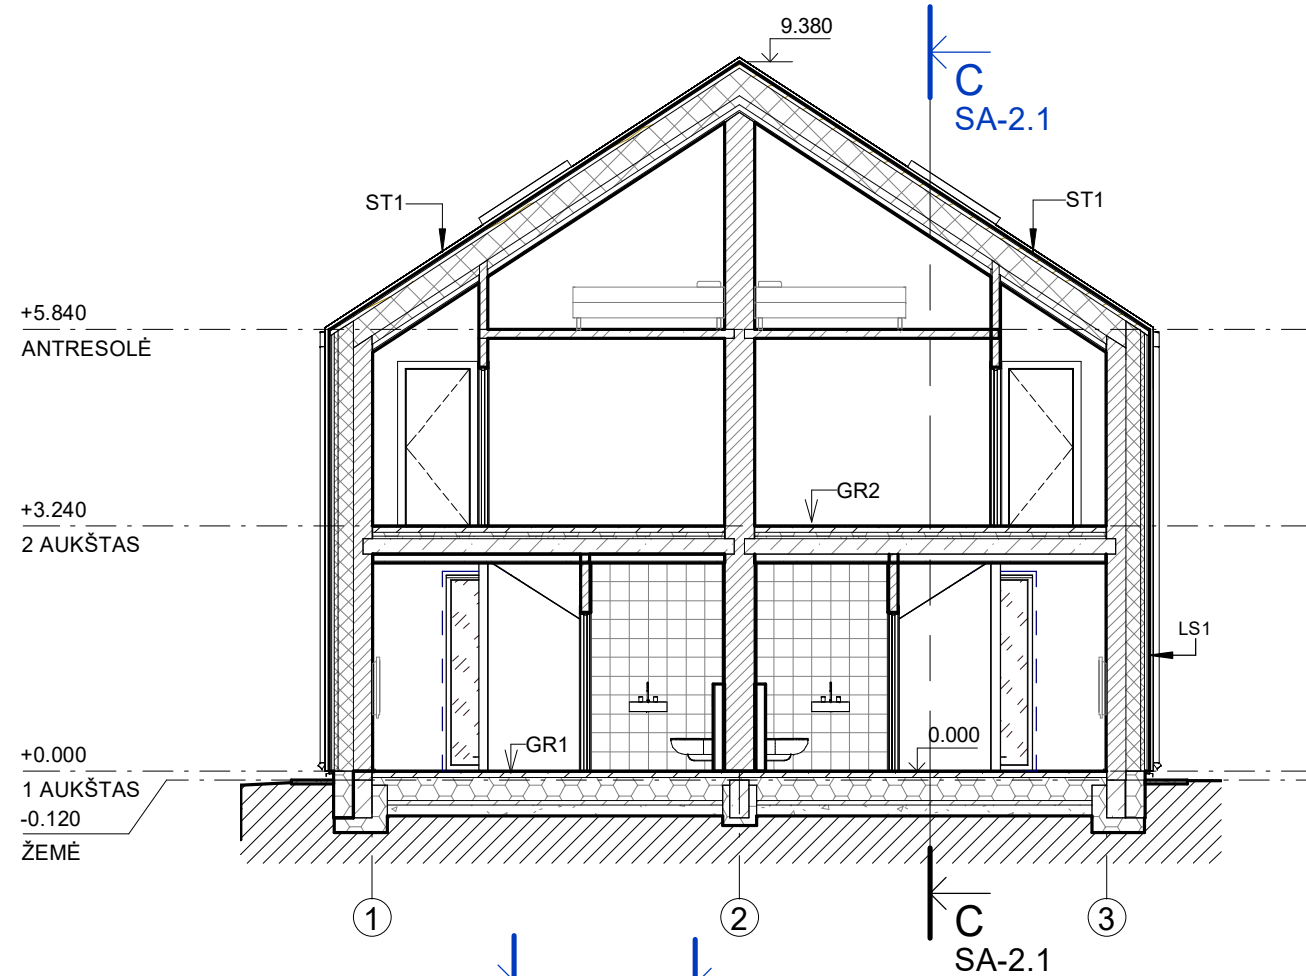 9.380
C
SA-2.1
ST1
ST1
+5.840
ANTRESOLĖ
+3.240
2 AUKŠTAS
GR2
LS1
+0.000
1 AUKŠTAS
GR1
0.000
-0.120
ŽEMĖ
1
2
3
C
SA-2.1